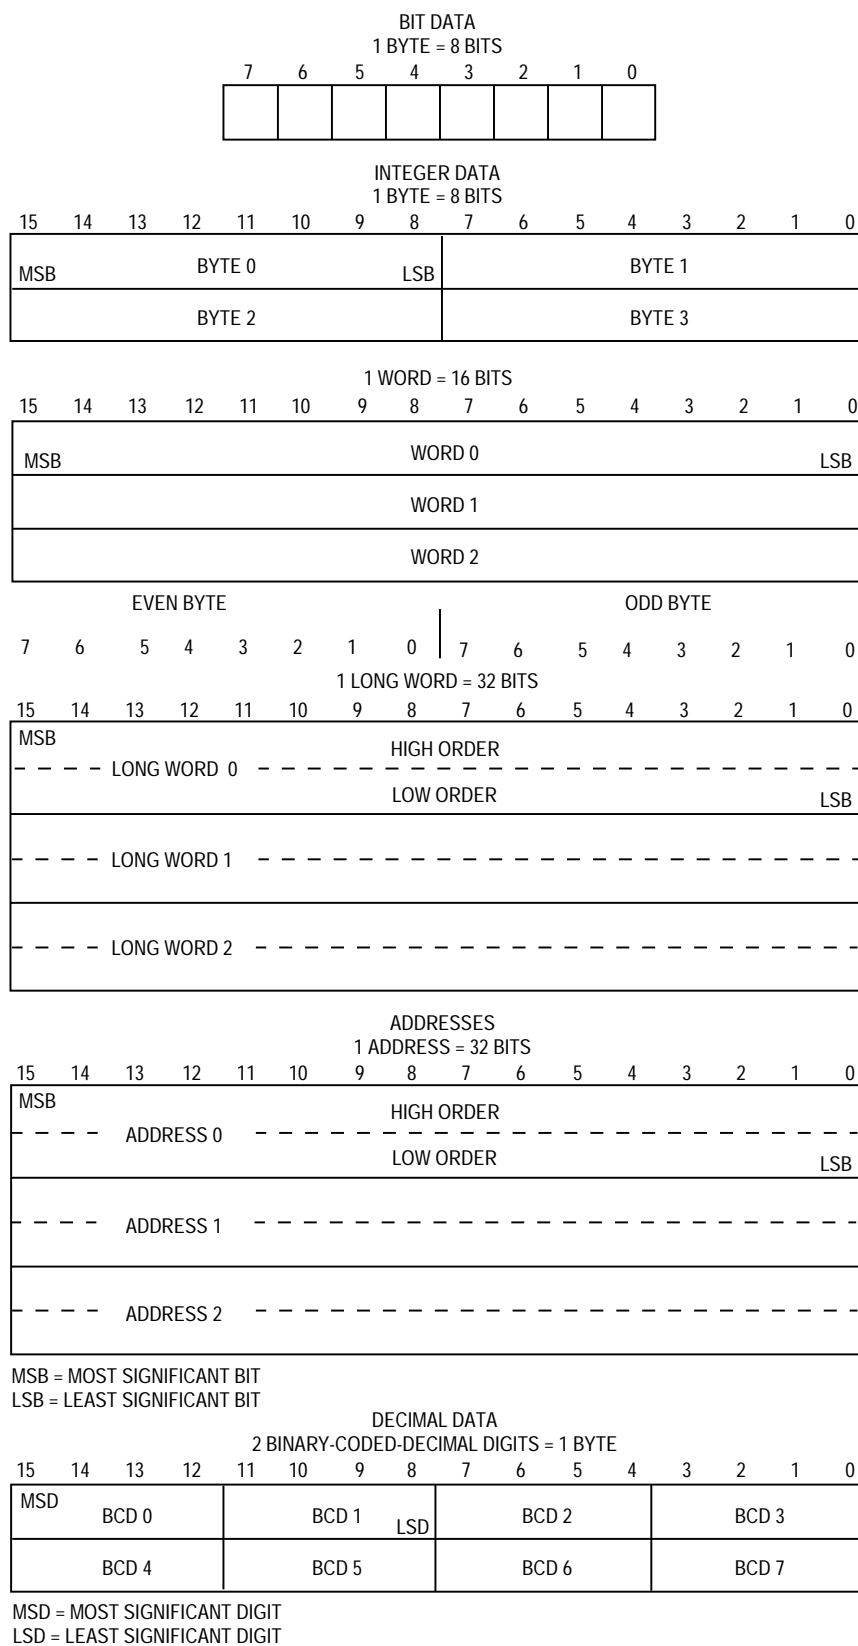 BIT DATA
1 BYTE = 8 BITS
7 6 5 4 3 2 1 0
INTEGER DATA
1 BYTE = 8 BITS
15 14 13 12 11 10 9 8 7 6 5 4 3 2 1 0
MSB BYTE 0 LSB BYTE 1
BYTE 2 BYTE 3
1 WORD = 16 BITS
15 14 13 12 11 10 9 8 7 6 5 4 3 2 1 0
MSB WORD 0 LSB
WORD 1
WORD 2
EVEN BYTE ODD BYTE
7 6 5 4 3 2 1 0 7 6 5 4 3 2 1 0
1 LONG WORD = 32 BITS
15 14 13 12 11 10 9 8 7 6 5 4 3 2 1 0
MSB HIGH ORDER
LONG WORD 0
LOW ORDER LSB
LONG WORD 1
LONG WORD 2
ADDRESSES
1 ADDRESS = 32 BITS
15 14 13 12 11 10 9 8 7 6 5 4 3 2 1 0
MSB HIGH ORDER
ADDRESS 0
LOW ORDER LSB
ADDRESS 1
ADDRESS 2
MSB = MOST SIGNIFICANT BIT
LSB = LEAST SIGNIFICANT BIT
DECIMAL DATA
2 BINARY-CODED-DECIMAL DIGITS = 1 BYTE
15 14 13 12 11 10 9 8 7 6 5 4 3 2 1 0
MSD BCD 0 BCD 1 LSD BCD 2 BCD 3
BCD 4 BCD 5 BCD 6 BCD 7
MSD = MOST SIGNIFICANT DIGIT
LSD = LEAST SIGNIFICANT DIGIT